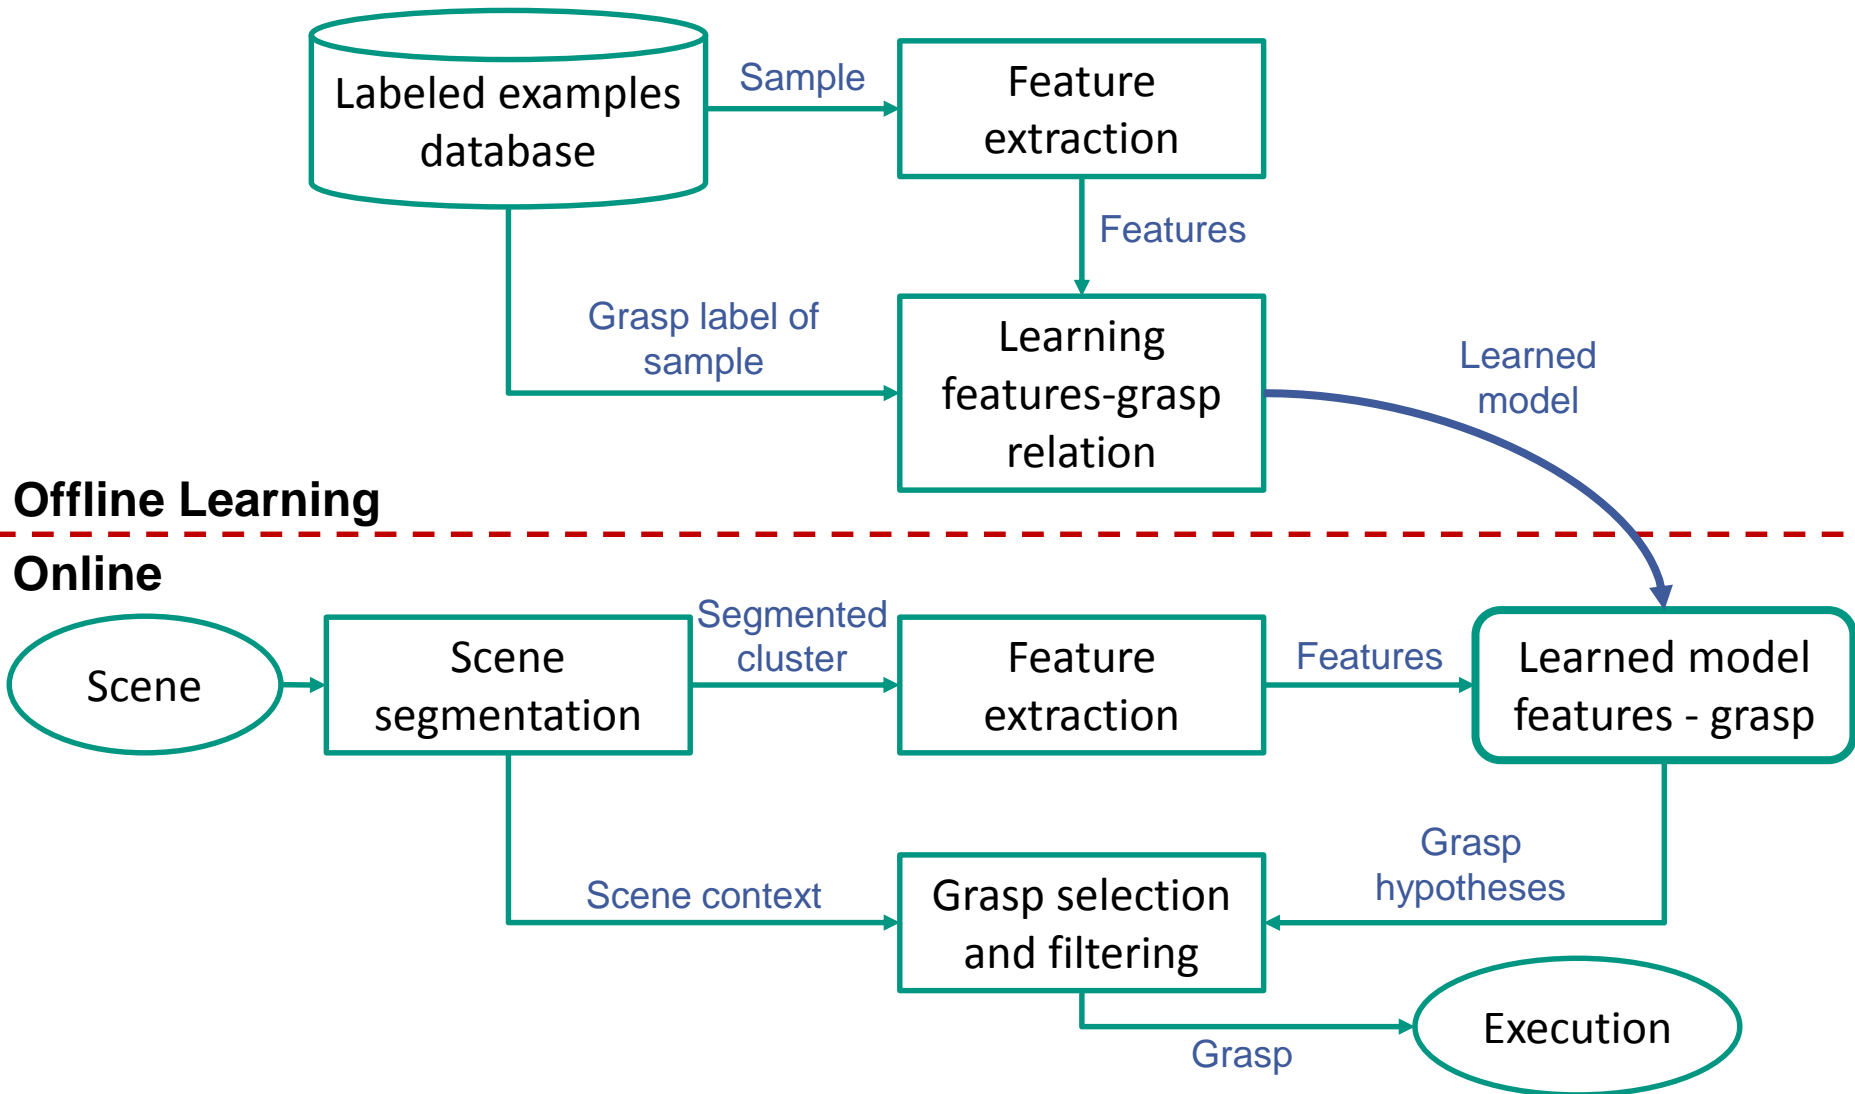 Labeled examples
database
Sample
Feature
extraction
Features
Grasp label of
sample
Learning
features-grasp
relation
Learned
model
Offline Learning
Online
Scene
Scene
segmentation
Segmented
cluster
Feature
extraction
Features
Learned model
features - grasp
Scene context
Grasp selection
and filtering
Grasp
hypotheses
Grasp
Execution